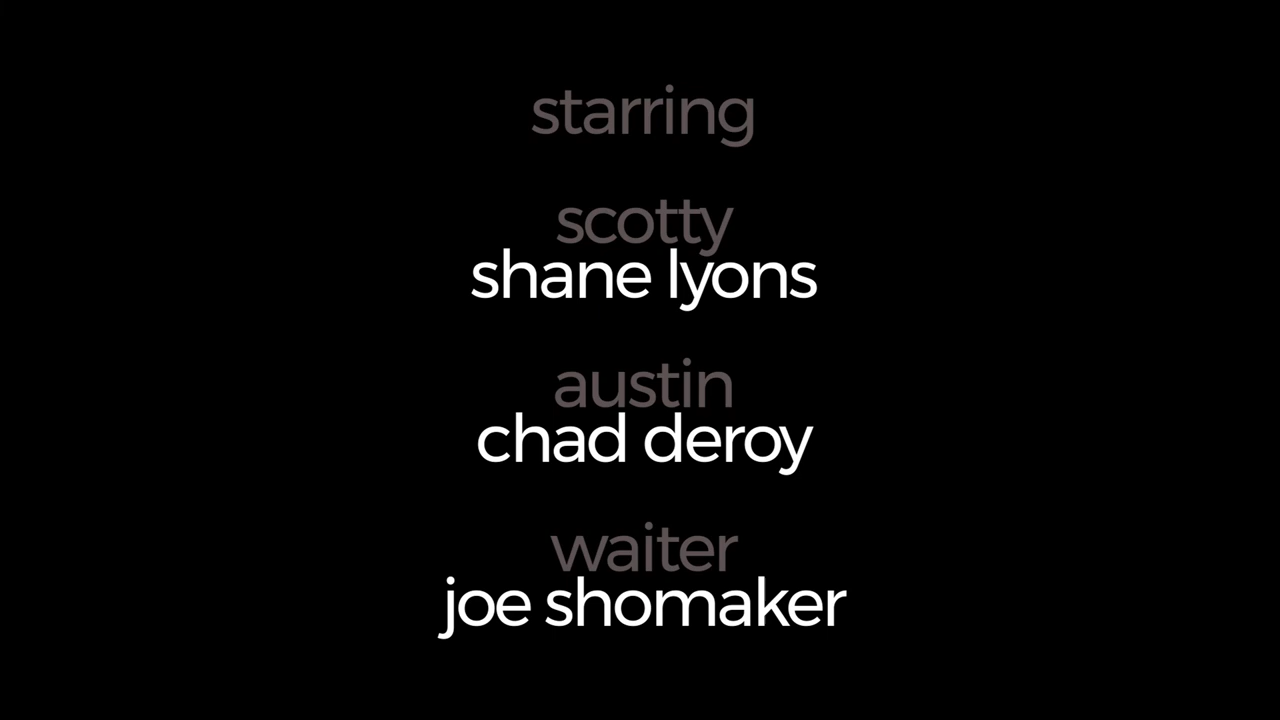 starring
scotty
shane lyons
austin
chad deroy
waiter
joe shomaker